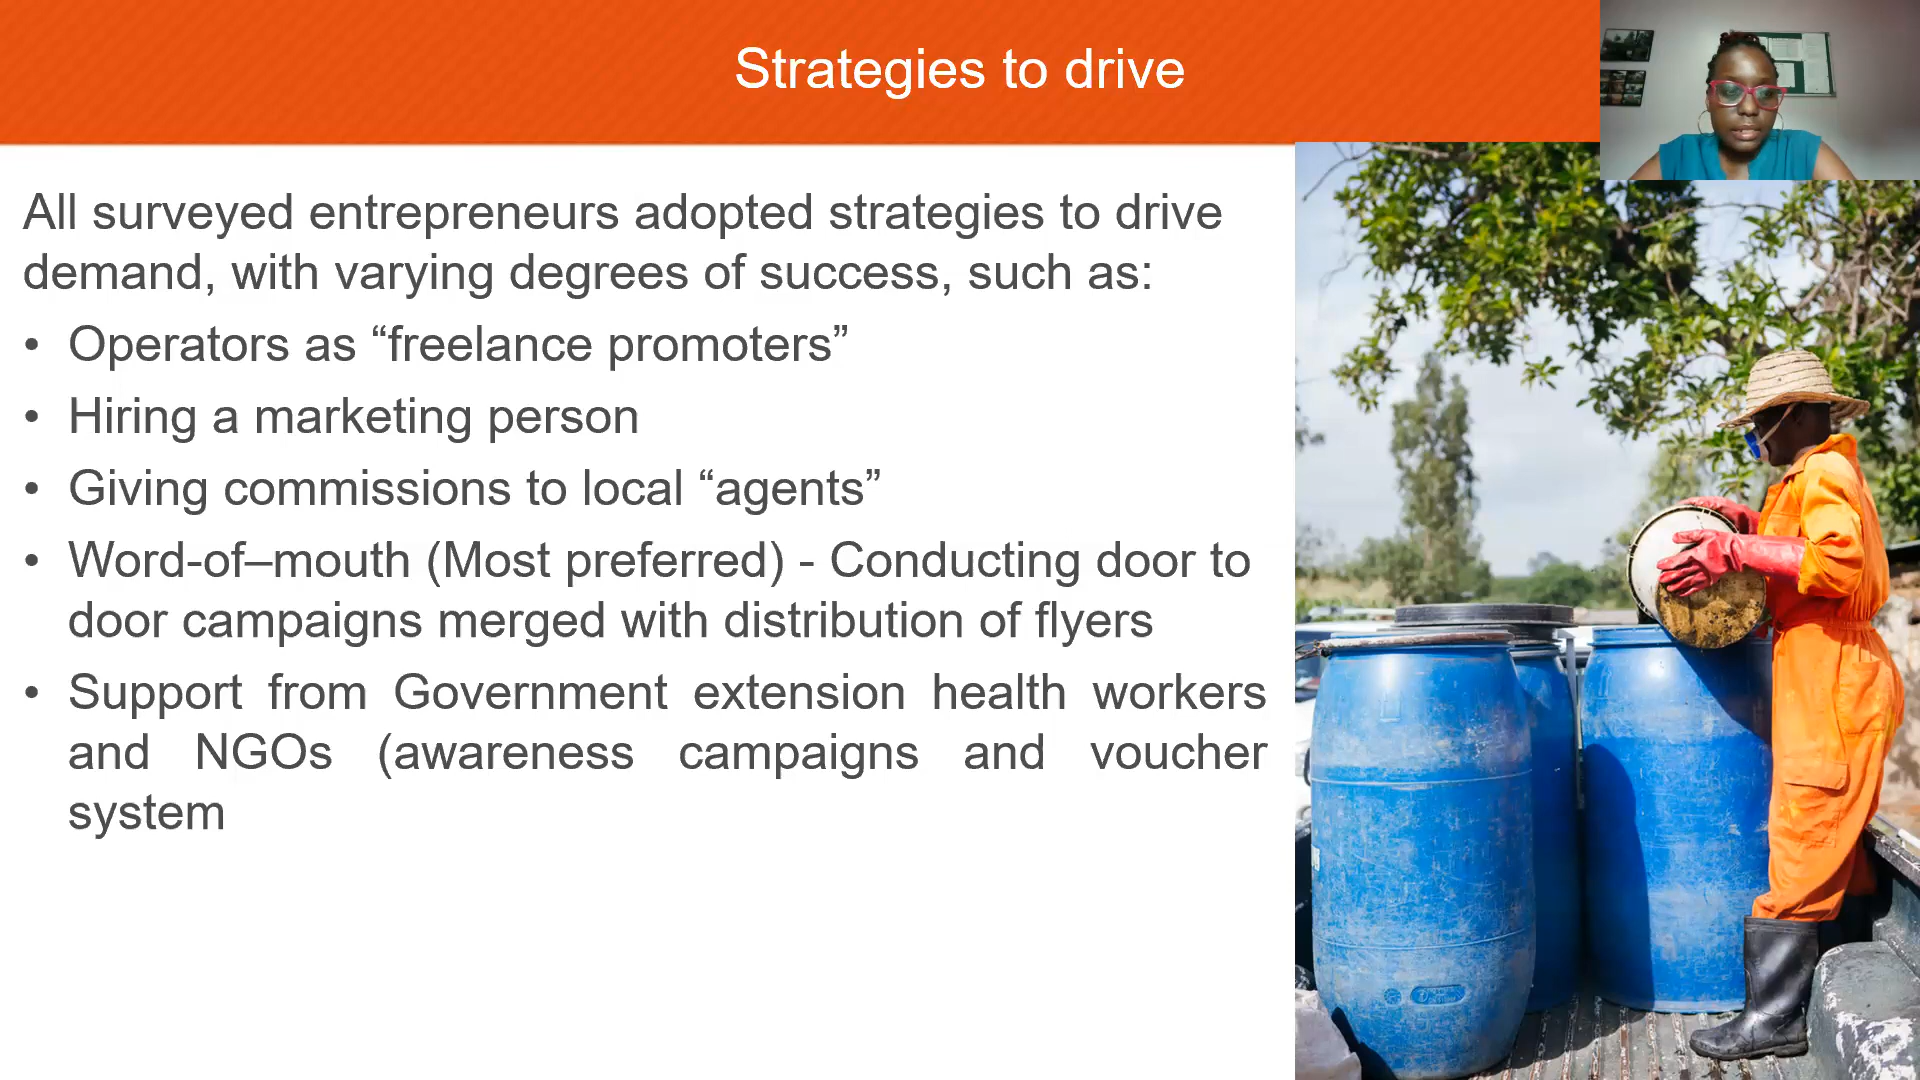 Strategies to drive
All surveyed entrepreneurs adopted strategies to drive
demand, with varying degrees of success, such as:
• Operators as “freelance promoters”
• Hiring a marketing person
• Giving commissions to local “agents”
• Word-of–mouth (Most preferred) - Conducting door to
door campaigns merged with distribution of flyers
• Support from Government extension health workers
and NGOs (awareness campaigns and voucher
system